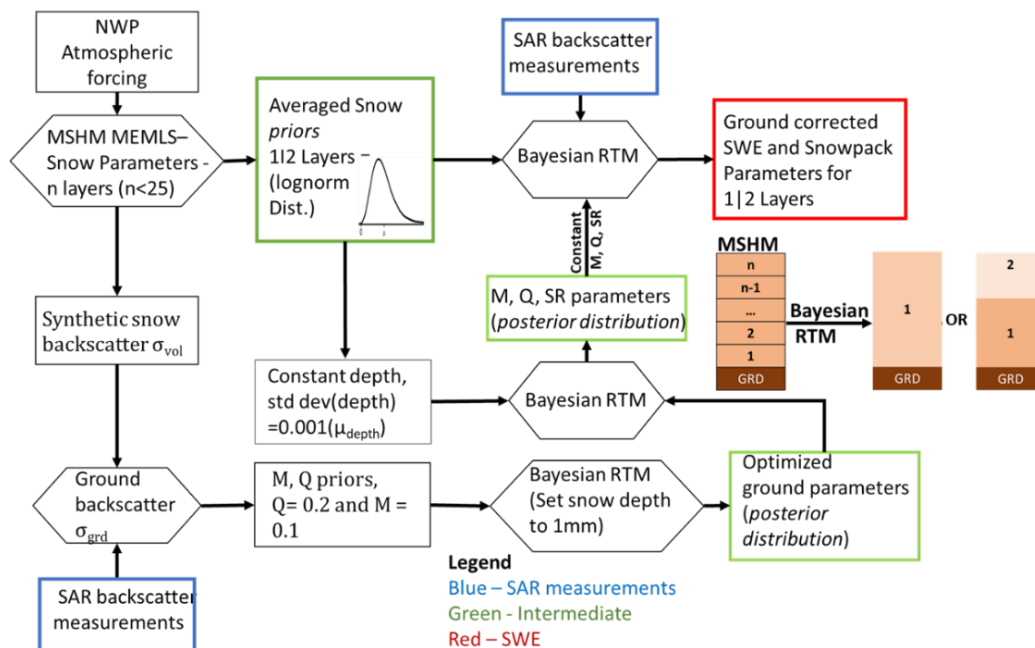 NWP
Atmospheric
forcing
MSHM MEMLS–
Snow Parameters -
n layers (n<25)
Synthetic snow
backscatter σvol
Ground
backscatter
σgrd
SAR backscatter
measurements
Averaged Snow
priors
1I2 Layers –
(lognorm
Dist.)
0
Constant depth,
std dev(depth)
=0.001(μdepth)
M, Q priors,
Q= 0.2 and M =
0.1
SAR backscatter
measurements
Bayesian RTM
Constant
M, Q, SR
M, Q, SR parameters
(posterior distribution)
Bayesian RTM
Bayesian RTM
(Set snow depth
to 1mm)
Ground corrected
SWE and Snowpack
Parameters for
1|2 Layers
MSHM
n
n-1
...
2
1
GRD
Bayesian
RTM
1
GRD
OR
2
1
GRD
Optimized
ground parameters
(posterior
distribution)
Legend
Blue – SAR measurements
Green - Intermediate
Red – SWE